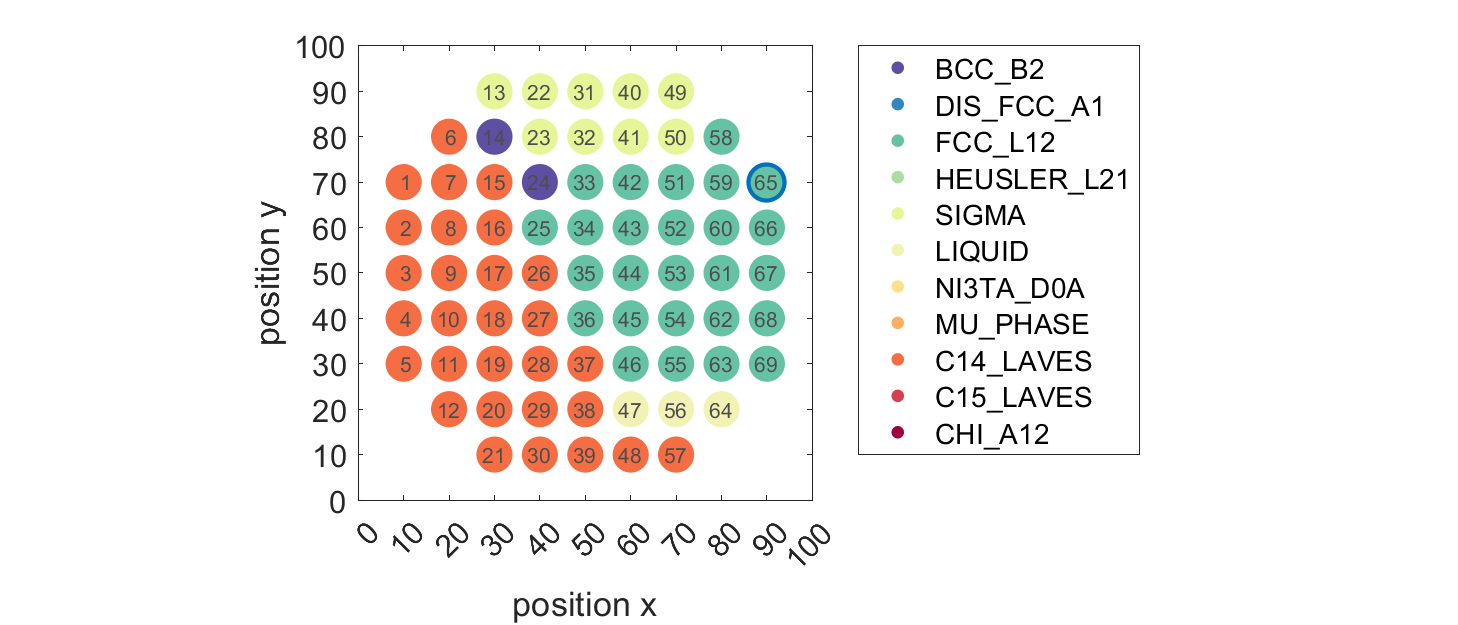 100
90
80
70
60
50
40
30
20
10
0
position y
13 22 31 40 49
6 14 23 32 41 50 58
1 7 15 24 33 42 51 59 65
2 8 16 25 34 43 52 60 66
3 9 17 26 35 44 53 61 67
4 10 18 27 36 45 54 62 68
5 11 19 28 37 46 55 63 69
12 20 29 38 47 56 64
21 30 39 48 57
0 10 20 30 40 50 60 70 80 90 100
position x
BCC_B2
DIS_FCC_A1
FCC_L12
HEUSLER_L21
SIGMA
LIQUID
NI3TA_D0A
MU_PHASE
C14_LAVES
C15_LAVES
CHI_A12